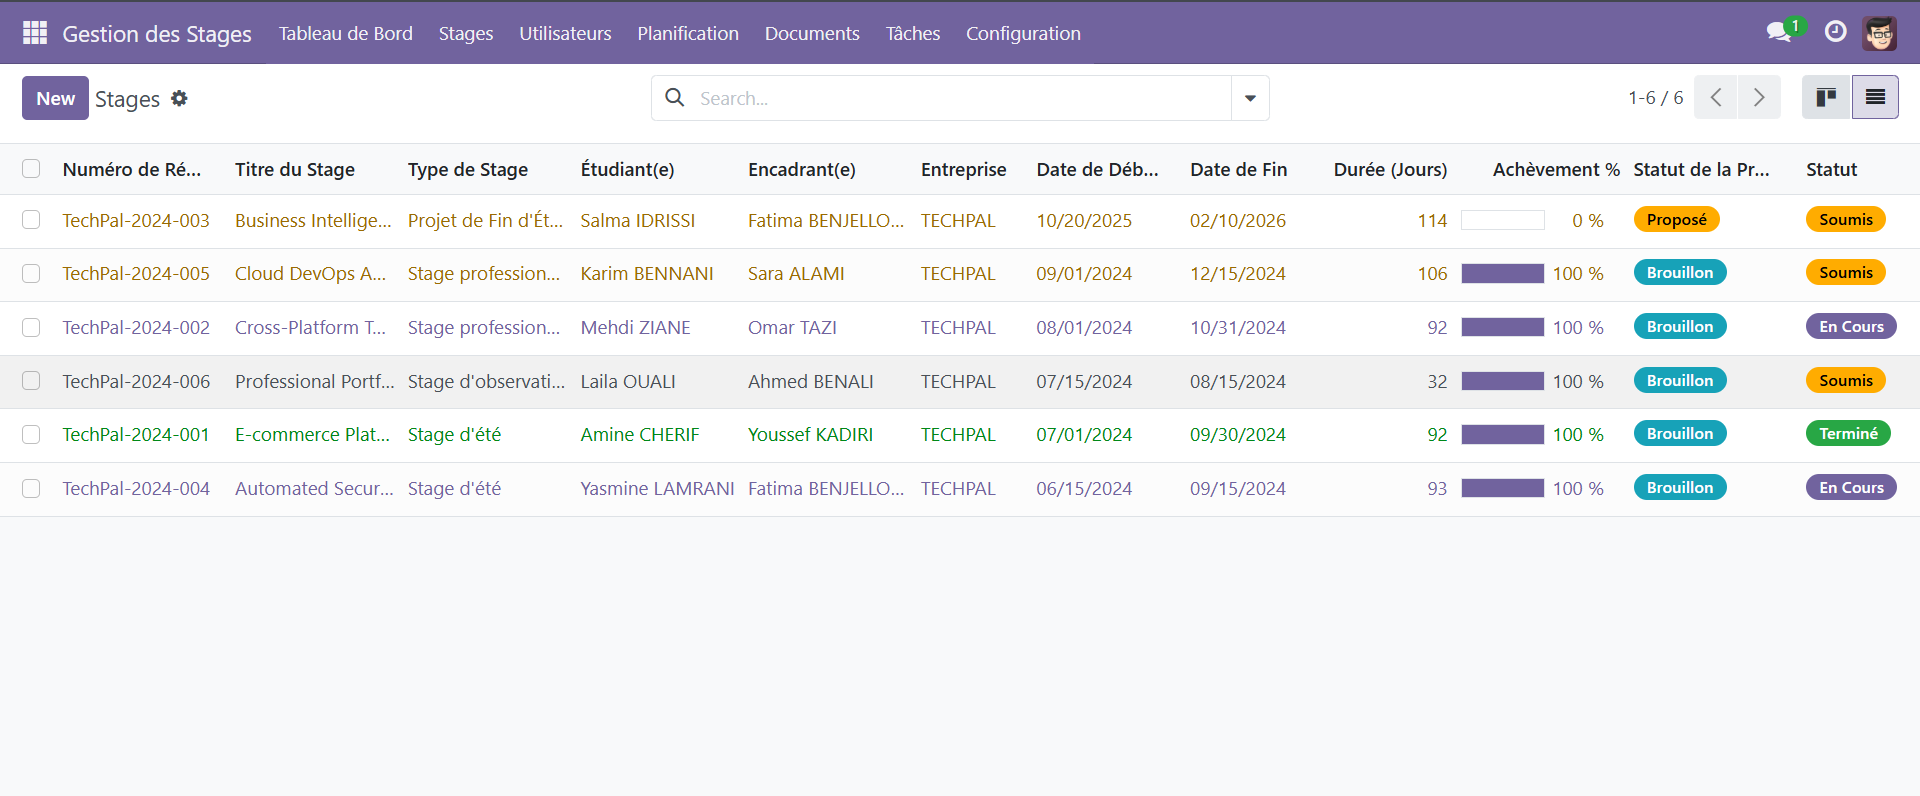 Gestion des Stages Tableau de Bord Stages Utilisateurs Planification Documents Tâches Configuration 1
New Stages Search... 1-6 / 6
Numéro de Ré... Titre du Stage Type de Stage Étudiant(e) Encadrant(e) Entreprise Date de Déb... Date de Fin Durée (Jours) Achèvement % Statut de la Pr... Statut
TechPal-2024-003 Business Intellige... Projet de Fin d'Ét... Salma IDRISSI Fatima BENJELLO... TECHPAL 10/20/2025 02/10/2026 114 0 % Proposé Soumis
TechPal-2024-005 Cloud DevOps A... Stage profession... Karim BENNANI Sara ALAMI TECHPAL 09/01/2024 12/15/2024 106 100 % Brouillon Soumis
TechPal-2024-002 Cross-Platform T... Stage profession... Mehdi ZIANE Omar TAZI TECHPAL 08/01/2024 10/31/2024 92 100 % Brouillon En Cours
TechPal-2024-006 Professional Portf... Stage d'observati... Laila OUALI Ahmed BENALI TECHPAL 07/15/2024 08/15/2024 32 100 % Brouillon Soumis
TechPal-2024-001 E-commerce Plat... Stage d'été Amine CHERIF Youssef KADIRI TECHPAL 07/01/2024 09/30/2024 92 100 % Brouillon Terminé
TechPal-2024-004 Automated Secur... Stage d'été Yasmine LAMRANI Fatima BENJELLO... TECHPAL 06/15/2024 09/15/2024 93 100 % Brouillon En Cours